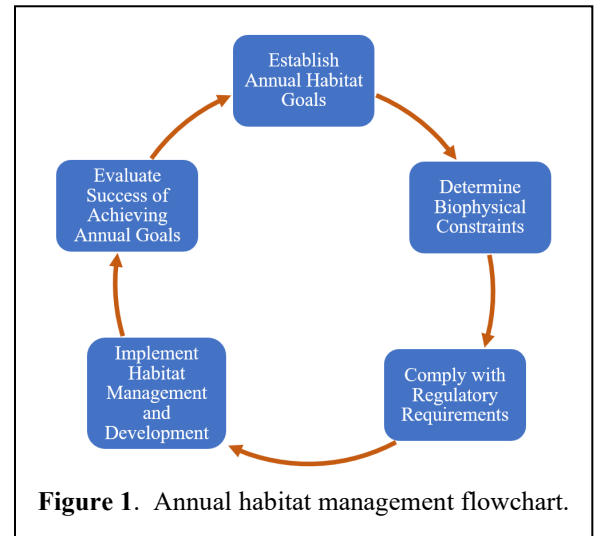 Establish
Annual Habitat
Goals
Determine
Biophysical
Constraints
Comply with
Regulatory
Requirements
Implement
Habitat
Management
and
Development
Evaluate
Success of
Achieving
Annual Goals
Figure 1.  Annual habitat management flowchart.